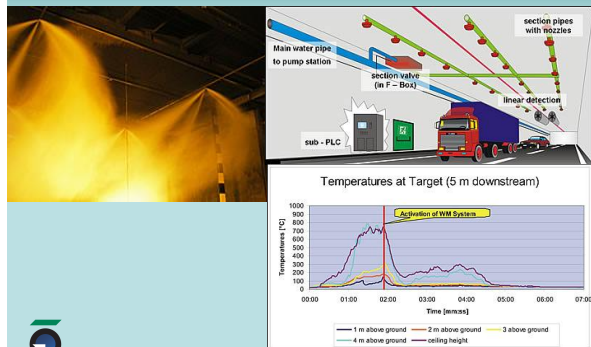 section pipes
with nozzles
Main water pipe
to pump station
section valve
(in F – Box)
linear detection
sub - PLC
Temperatures at Target (5 m downstream)
Activation of WM System
Temperatures [°C]
1000
900
800
700
600
500
400
300
200
100
0
00:00 01:00 02:00 03:00 04:00 05:00 06:00 07:00
Time [mm:ss]
1 m above ground 2 m above ground 3 above ground
4 m above ground ceiling height